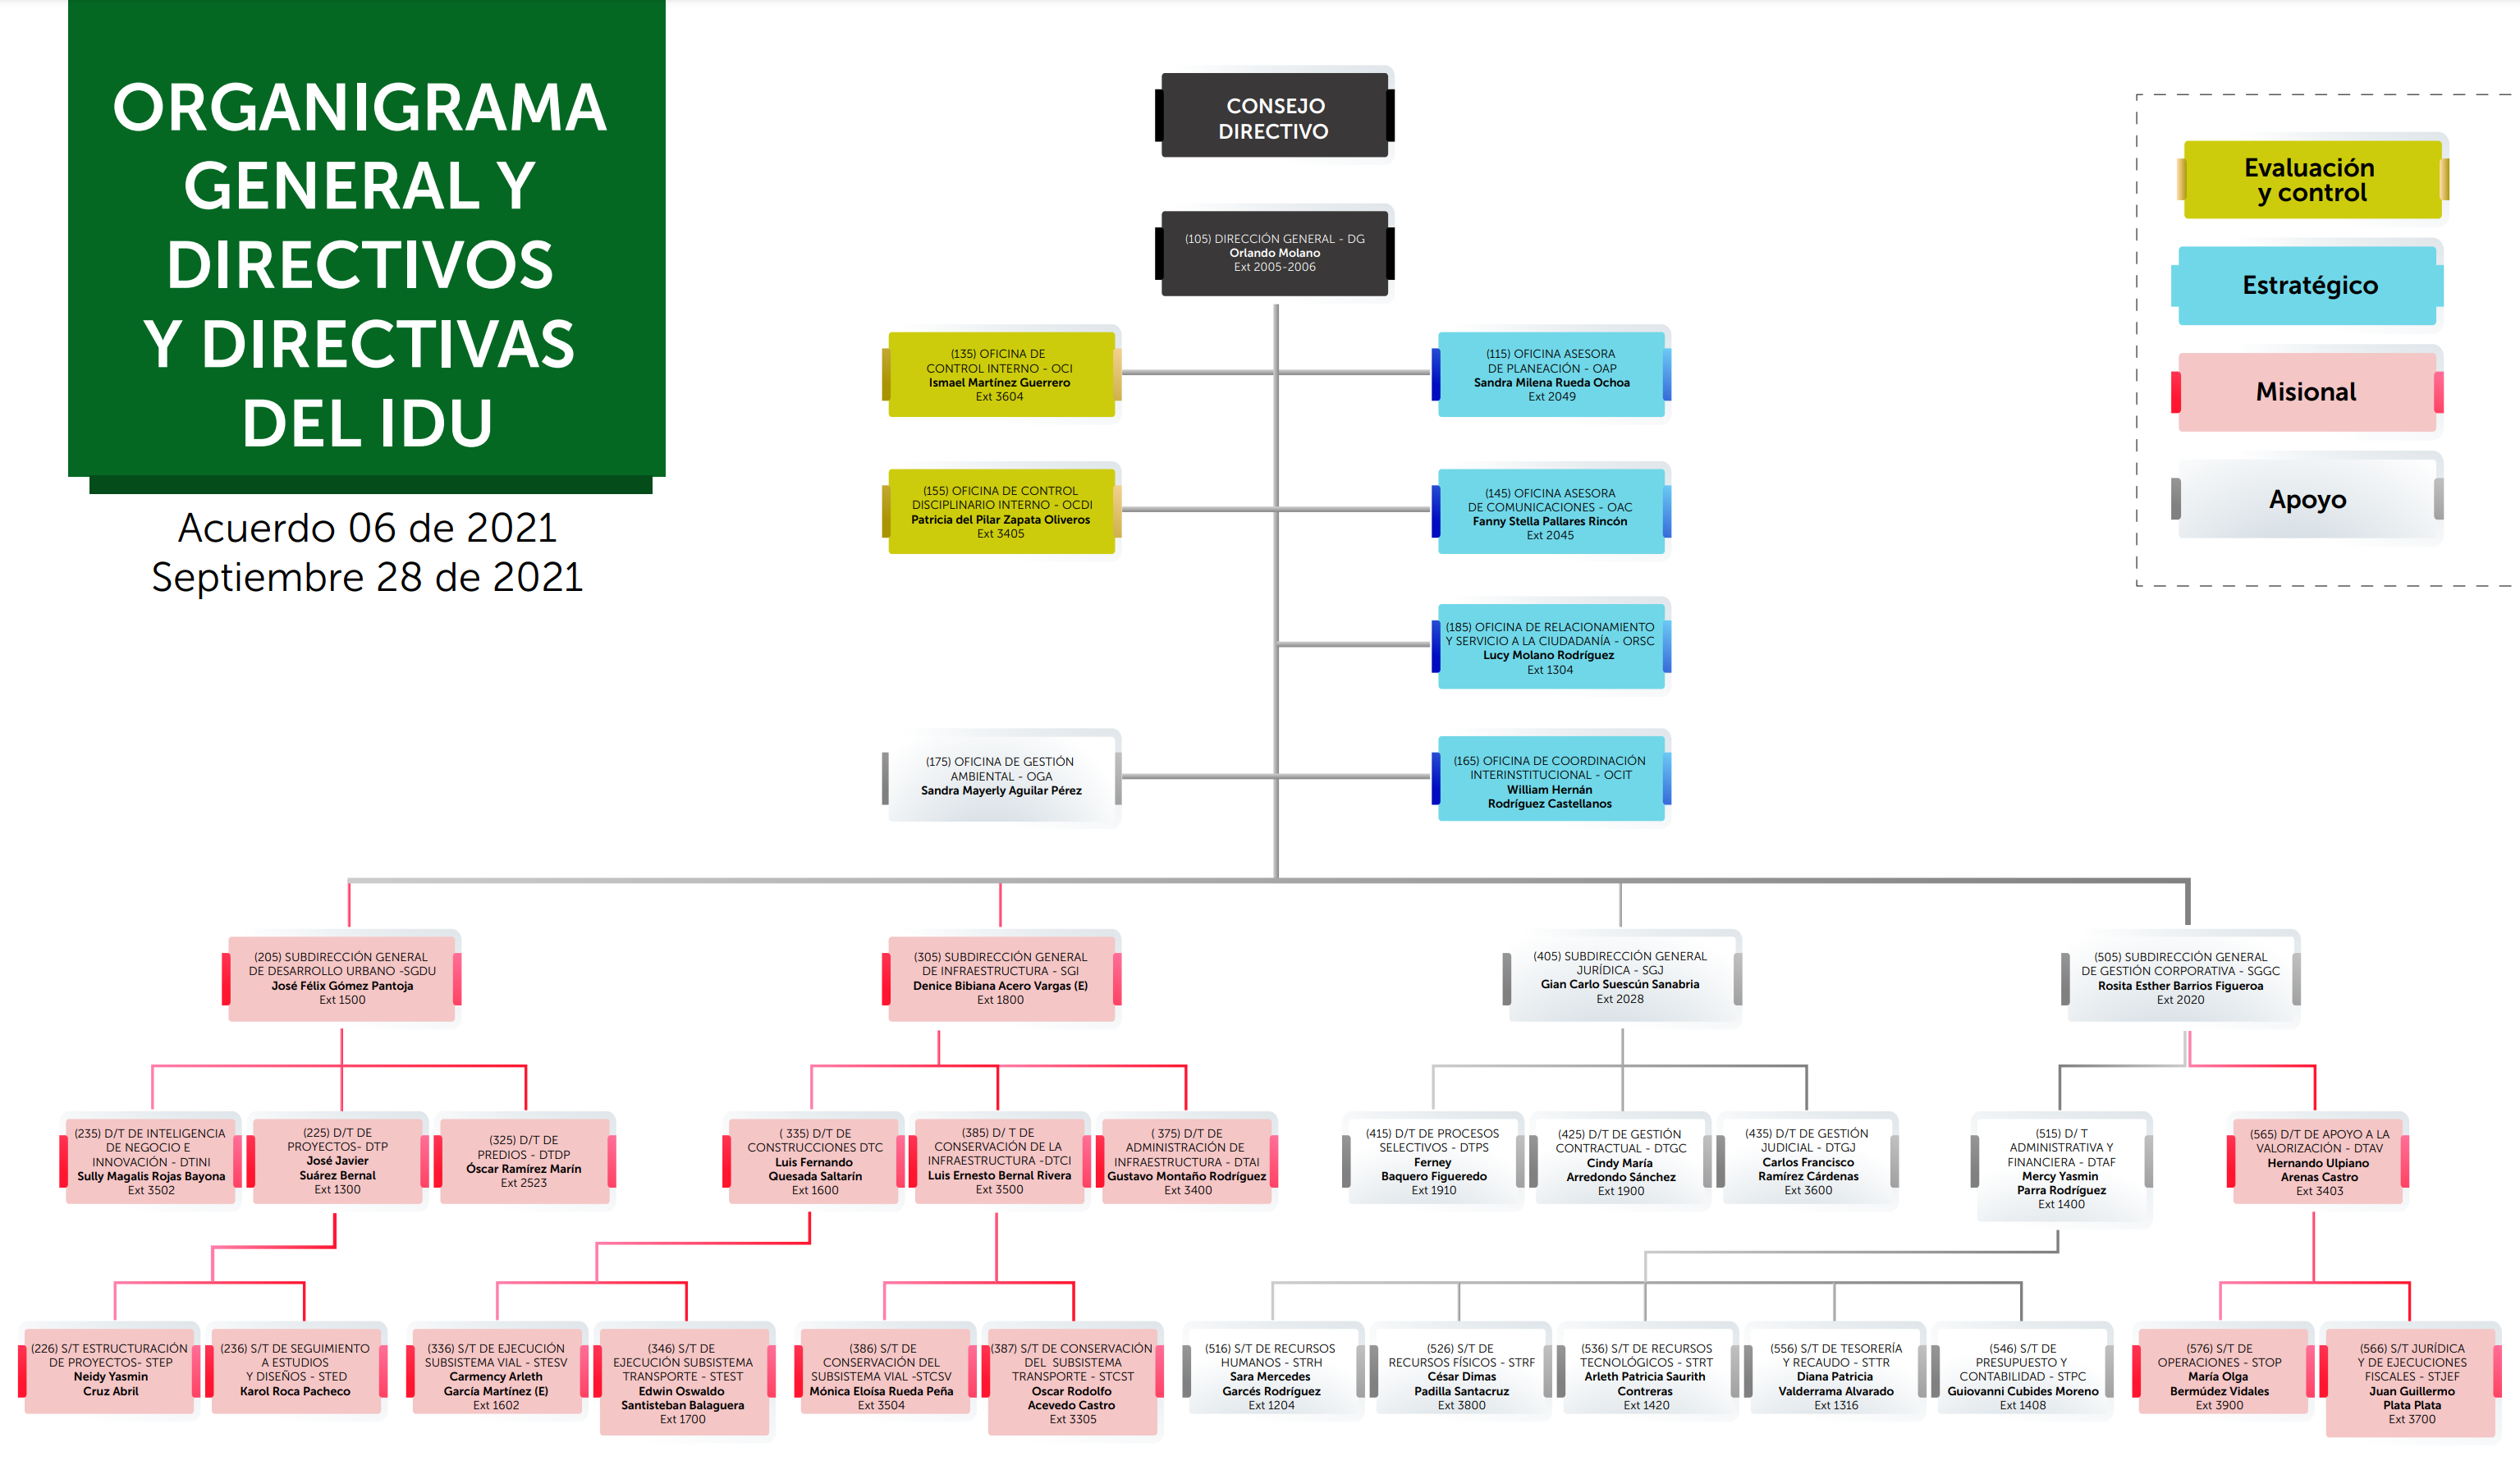 ORGANIGRAMA
GENERAL Y
DIRECTIVOS
Y DIRECTIVAS
DEL IDU
Acuerdo 06 de 2021
Septiembre 28 de 2021
CONSEJO
DIRECTIVO
(105) DIRECCIÓN GENERAL - DG
Orlando Molano
Ext 2005-2006
Evaluación
y control
Estratégico
Misional
Apoyo
(135) OFICINA DE
CONTROL INTERNO - OCI
Ismael Martínez Guerrero
Ext 3604
(115) OFICINA ASESORA
DE PLANEACIÓN - OAP
Sandra Milena Rueda Ochoa
Ext 2049
(155) OFICINA DE CONTROL
DISCIPLINARIO INTERNO - OCDI
Patricia del Pilar Zapata Oliveros
Ext 3405
(145) OFICINA ASESORA
DE COMUNICACIONES - OAC
Fanny Stella Pallares Rincón
Ext 2045
(185) OFICINA DE RELACIONAMIENTO
Y SERVICIO A LA CIUDADANÍA - ORSC
Lucy Molano Rodríguez
Ext 1304
(175) OFICINA DE GESTIÓN
AMBIENTAL - OGA
Sandra Mayerly Aguilar Pérez
(165) OFICINA DE COORDINACIÓN
INTERINSTITUCIONAL - OCIT
William Hernán
Rodríguez Castellanos
(205) SUBDIRECCIÓN GENERAL
DE DESARROLLO URBANO -SGDU
José Félix Gómez Pantoja
Ext 1500
(305) SUBDIRECCIÓN GENERAL
DE INFRAESTRUCTURA - SGI
Denice Bibiana Acero Vargas (E)
Ext 1800
(405) SUBDIRECCIÓN GENERAL
JURÍDICA - SGJ
Gian Carlo Suescún Sanabria
Ext 2028
(505) SUBDIRECCIÓN GENERAL
DE GESTIÓN CORPORATIVA - SGGC
Rosita Esther Barrios Figueroa
Ext 2020
(235) D/T DE INTELIGENCIA
DE NEGOCIO E
INNOVACIÓN - DTINI
Sully Magalis Rojas Bayona
Ext 3502
(225) D/T DE
PROYECTOS- DTP
José Javier
Suárez Bernal
Ext 1300
(325) D/T DE
PREDIOS - DTDP
Óscar Ramírez Marín
Ext 2523
( 335) D/T DE
CONSTRUCCIONES DTC
Luis Fernando
Quesada Saltarín
Ext 1600
(385) D/ T DE
CONSERVACIÓN DE LA
INFRAESTRUCTURA -DTCI
Luis Ernesto Bernal Rivera
Ext 3500
( 375) D/T DE
ADMINISTRACIÓN DE
INFRAESTRUCTURA - DTAI
Gustavo Montaño Rodríguez
Ext 3400
(415) D/T DE PROCESOS
SELECTIVOS - DTPS
Ferney
Baquero Figueredo
Ext 1910
(425) D/T DE GESTIÓN
CONTRACTUAL - DTGC
Cindy María
Arredondo Sánchez
Ext 1900
(435) D/T DE GESTIÓN
JUDICIAL - DTGJ
Carlos Francisco
Ramírez Cárdenas
Ext 3600
(515) D/ T
ADMINISTRATIVA Y
FINANCIERA - DTAF
Mercy Yasmin
Parra Rodríguez
Ext 1400
(565) D/T DE APOYO A LA
VALORIZACIÓN - DTAV
Hernando Ulpiano
Arenas Castro
Ext 3403
(226) S/T ESTRUCTURACIÓN
DE PROYECTOS- STEP
Neidy Yasmin
Cruz Abril
(236) S/T DE SEGUIMIENTO
A ESTUDIOS
Y DISEÑOS - STED
Karol Roca Pacheco
(336) S/T DE EJECUCIÓN
SUBSISTEMA VIAL - STESV
Carmency Arleth
García Martínez (E)
Ext 1602
(346) S/T DE
EJECUCIÓN SUBSISTEMA
TRANSPORTE - STEST
Edwin Oswaldo
Santisteban Balaguera
Ext 1700
(386) S/T DE
CONSERVACIÓN DEL
SUBSISTEMA VIAL -STCSV
Mónica Eloísa Rueda Peña
Ext 3504
(387) S/T DE CONSERVACIÓN
DEL SUBSISTEMA
TRANSPORTE - STCST
Oscar Rodolfo
Acevedo Castro
Ext 3305
(516) S/T DE RECURSOS
HUMANOS - STRH
Sara Mercedes
Garcés Rodríguez
Ext 1204
(526) S/T DE
RECURSOS FÍSICOS - STRF
César Dimas
Padilla Santacruz
Ext 3800
(536) S/T DE RECURSOS
TECNOLÓGICOS - STRT
Arleth Patricia Saurith
Contreras
Ext 1420
(556) S/T DE TESORERÍA
Y RECAUDO - STTR
Diana Patricia
Valderrama Alvarado
Ext 1316
(546) S/T DE
PRESUPUESTO Y
CONTABILIDAD - STPC
Guiovanni Cubides Moreno
Ext 1408
(576) S/T DE
OPERACIONES - STOP
María Olga
Bermúdez Vidales
Ext 3900
(566) S/T JURÍDICA
Y DE EJECUCIONES
FISCALES - STJEF
Juan Guillermo
Plata Plata
Ext 3700